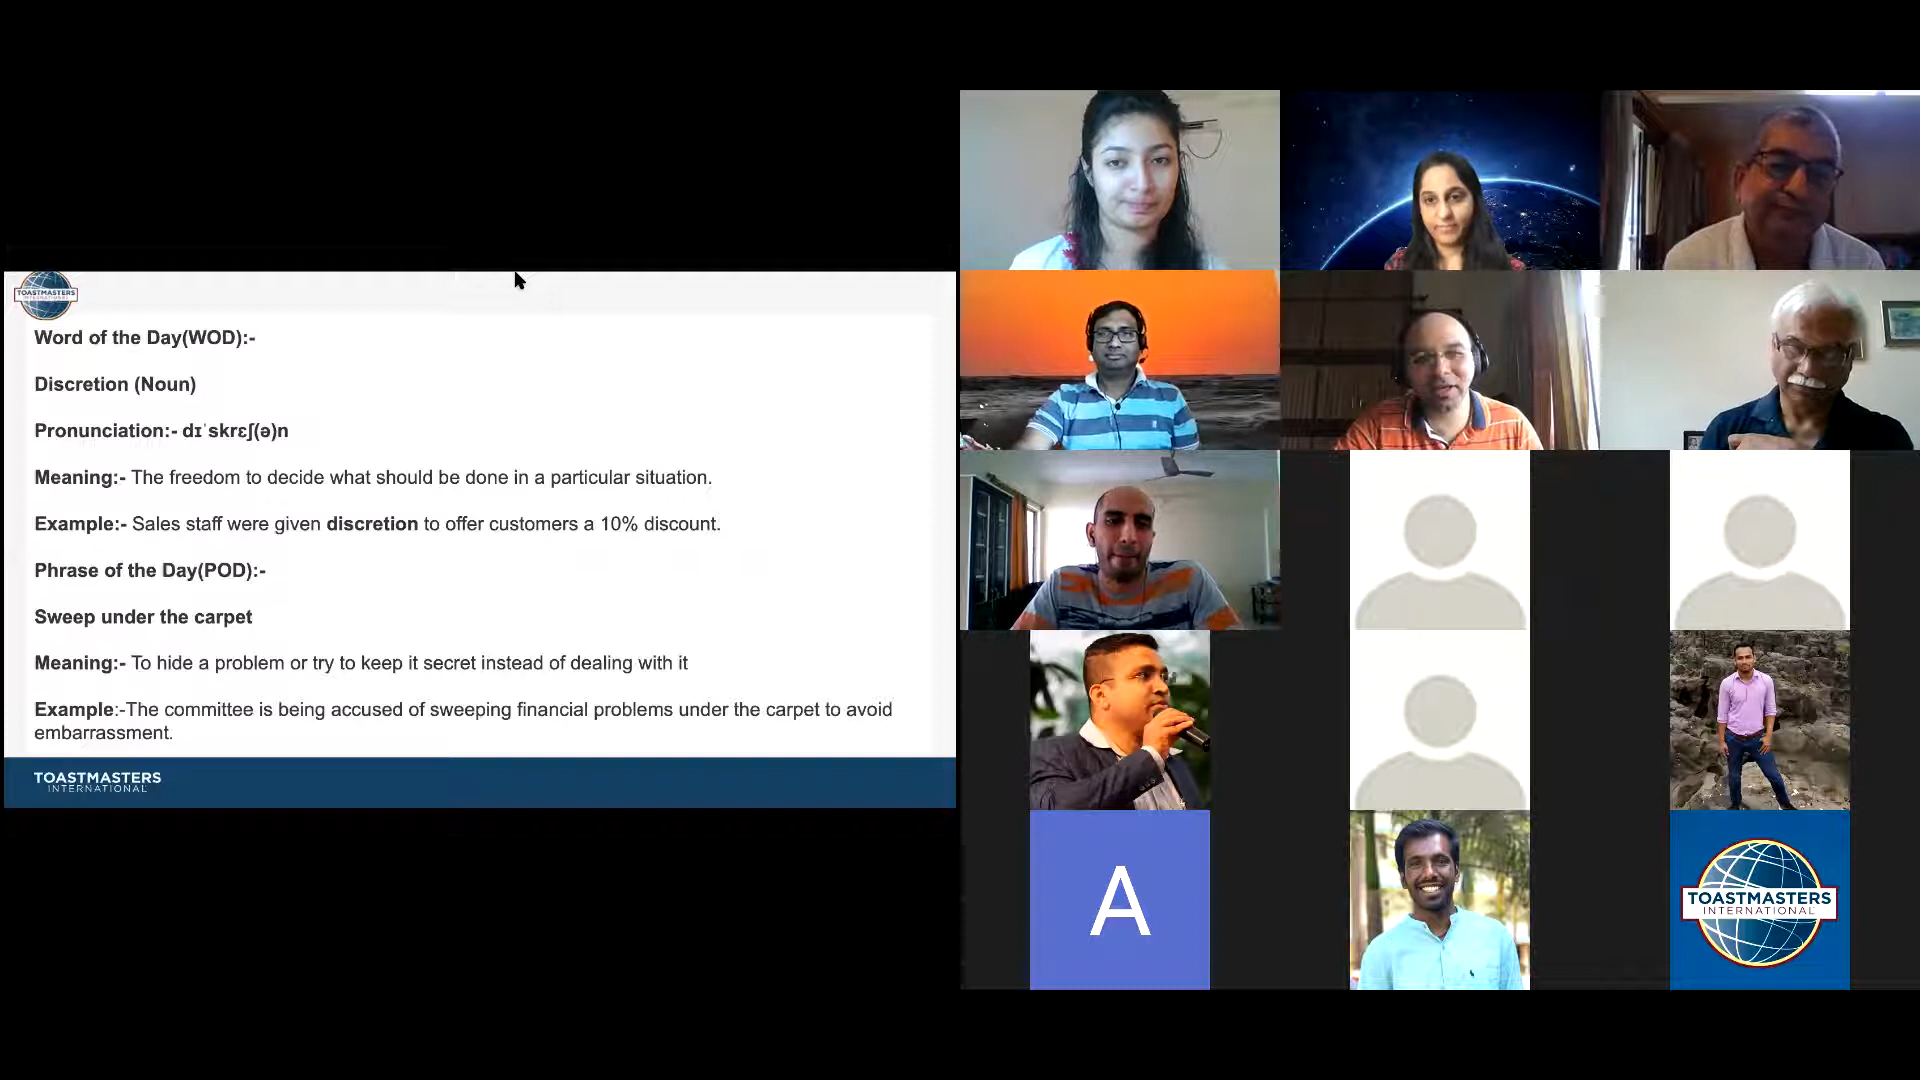 TOASTMASTERS
INTERNATIONAL
Word of the Day(WOD):-
Discretion (Noun)
Pronunciation:- dɪˈskrɛʃ(ə)n
Meaning:- The freedom to decide what should be done in a particular situation.
Example:- Sales staff were given discretion to offer customers a 10% discount.
Phrase of the Day(POD):-
Sweep under the carpet
Meaning:- To hide a problem or try to keep it secret instead of dealing with it
Example:-The committee is being accused of sweeping financial problems under the carpet to avoid
embarrassment.
TOASTMASTERS
INTERNATIONAL
A
TOASTMASTERS
INTERNATIONAL